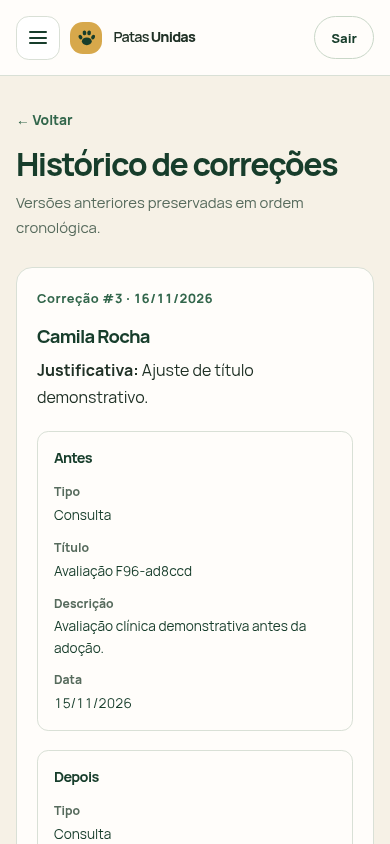 Patas Unidas
Sair
← Voltar
Histórico de correções
Versões anteriores preservadas em ordem
cronológica.
Correção #3 · 16/11/2026
Camila Rocha
Justificativa: Ajuste de título
demonstrativo.
Antes
Tipo
Consulta
Título
Avaliação F96-ad8ccd
Descrição
Avaliação clínica demonstrativa antes da
adoção.
Data
15/11/2026
Depois
Tipo
Consulta